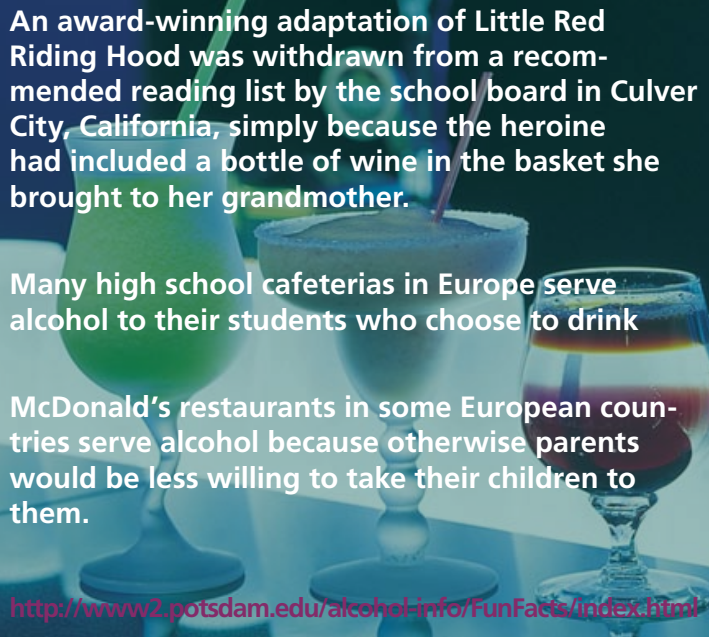 An award-winning adaptation of Little Red
Riding Hood was withdrawn from a recom-
mended reading list by the school board in Culver
City, California, simply because the heroine
had included a bottle of wine in the basket she
brought to her grandmother.
Many high school cafeterias in Europe serve
alcohol to their students who choose to drink
McDonald’s restaurants in some European coun-
tries serve alcohol because otherwise parents
would be less willing to take their children to
them.
http://www2.potsdam.edu/alcohol-info/FunFacts/index.html